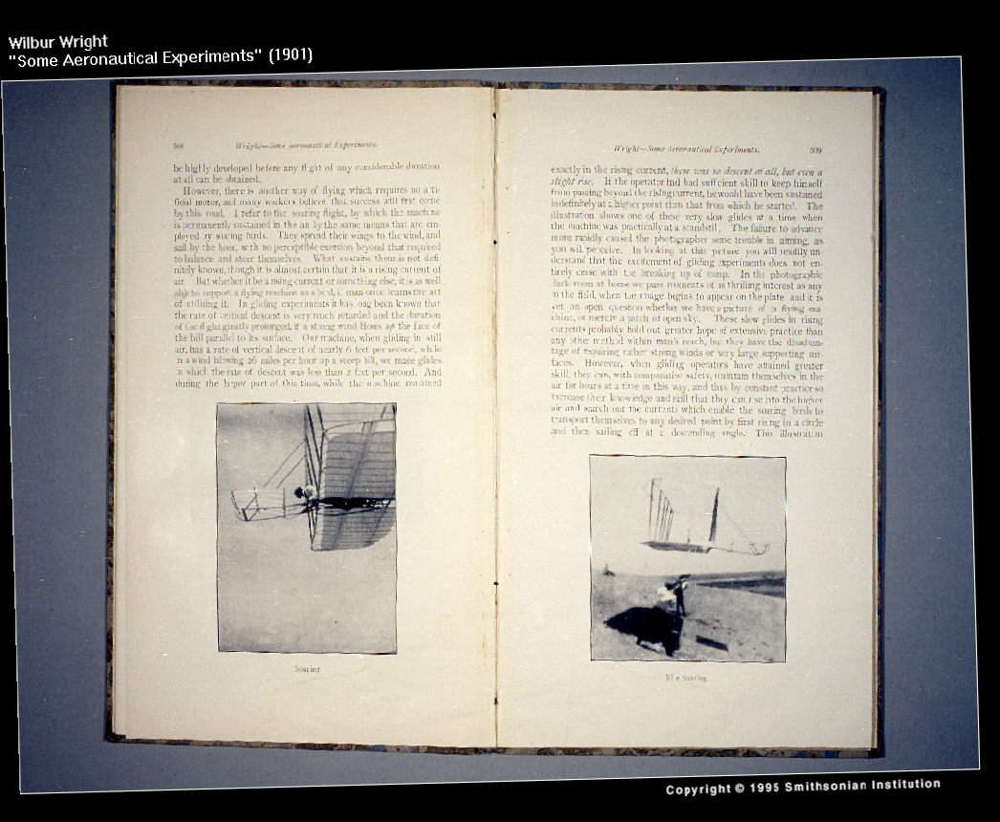 Wilbur Wright
"Some Aeronautical Experiments" (1901)
508 Wright—Some Aeronautical Experiments.
be highly developed before any flight of any considerable duration
at all can be obtained.
However, there is another way of flying which requires no arti-
ficial motor, and many workers believe that success will first come
by this road. I refer to the soaring flight, by which the machine
is permanently sustained in the air by the same means that are em-
ployed by soaring birds. They spread their wings to the wind, and
sail by the hour, with no perceptible exertion beyond that required
to balance and steer themselves. What sustains them is not defi-
nitely known, though it is almost certain that it is a rising current of
air. But whether it be a rising current or something else, it is as well
able to support a flying machine as a bird, if man once learns the art
of utilizing it. In gliding experiments it has long been known that
the rate of vertical descent is very much retarded and the duration
of the flight greatly prolonged, if a strong wind blows up the face of
the hill parallel to its surface. Our machine, when gliding in still
air, has a rate of vertical descent of nearly 6 feet per second, while
in a wind blowing 26 miles per hour up a steep hill, we made glides
in which the rate of descent was less than 2 feet per second. And
during the larger part of this time, while the machine remained
Soaring
Wright—Some Aeronautical Experiments. 509
exactly in the rising current, there was no descent at all, but even a
slight rise. If the operator had had sufficient skill to keep himself
from passing beyond the rising current, he would have been sustained
indefinitely at a higher point than that from which he started. The
illustration shows one of these very slow glides at a time when
the machine was practically at a standstill. The failure to advance
more rapidly caused the photographer some trouble in aiming, as
you will perceive. In looking at this picture you will readily un-
derstand that the excitement of gliding experiments does not en-
tirely cease with the breaking up of camp. In the photographic
dark room at home we pass moments of as thrilling interest as any
in the field, when the image begins to appear on the plate and it is
yet an open question whether we have a picture of a flying ma-
chine, or merely a patch of open sky. These slow glides in rising
currents probably hold out greater hope of extensive practice than
any other method within man's reach, but they have the disadvan-
tage of requiring rather strong winds or very large supporting sur-
faces. However, when gliding operators have attained greater
skill, they can, with comparative safety, maintain themselves in the
air for hours at a time in this way, and thus by constant practice so
increase their knowledge and skill that they can rise into the higher
air and search out the currents which enable the soaring birds to
transport themselves to any desired point by first rising in a circle
and then sailing off at a descending angle. This illustration
Kite Soaring
Copyright © 1995 Smithsonian Institution